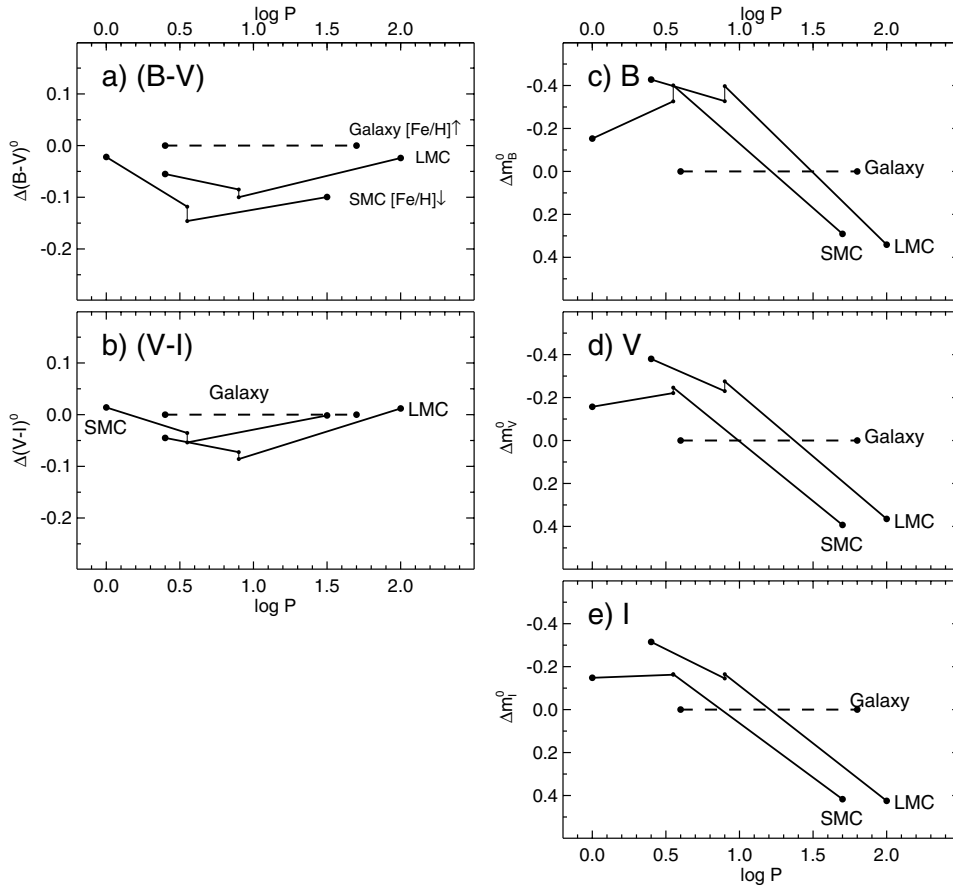 log P
0.0 0.5 1.0 1.5 2.0
a) (B-V)
0.1
0.0
-0.1
-0.2
Δ(B-V)⁰
Galaxy [Fe/H]↑
LMC
SMC [Fe/H]↓
b) (V-I)
0.1
0.0
-0.1
-0.2
Δ(V-I)⁰
Galaxy
SMC
LMC
0.0 0.5 1.0 1.5 2.0
log P
log P
0.0 0.5 1.0 1.5 2.0
c) B
-0.4
-0.2
0.0
0.2
0.4
Δm⁰_B
Galaxy
SMC
LMC
d) V
-0.4
-0.2
0.0
0.2
0.4
Δm⁰_V
Galaxy
SMC
LMC
e) I
-0.4
-0.2
0.0
0.2
0.4
Δm⁰_I
Galaxy
SMC
LMC
0.0 0.5 1.0 1.5 2.0
log P